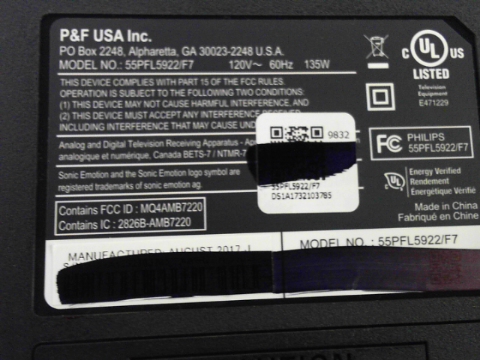 P&F USA Inc.
PO Box 2248, Alpharetta, GA 30023-2248 U.S.A.
MODEL NO.: 55PFL5922/F7 120V~ 60Hz 135W
THIS DEVICE COMPLIES WITH PART 15 OF THE FCC RULES.
OPERATION IS SUBJECT TO THE FOLLOWING TWO CONDITIONS:
(1) THIS DEVICE MAY NOT CAUSE HARMFUL INTERFERENCE, AND
(2) THIS DEVICE MUST ACCEPT ANY INTERFERENCE
INCLUDING INTERFERENCE THAT MAY CAUSE
Analog and Digital Television Receiving Apparatus -
analogique et numérique, Canada BETS-7 / NTMR-7
Sonic Emotion and the Sonic Emotion logo symbol are
registered trademarks of sonic emotion ag.
Contains FCC ID : MQ4AMB7220
Contains IC : 2826B-AMB7220
9832
55PFL5922/F7
DS1A1732103785
C UL US
LISTED
Television
Equipment
E471229
FC PHILIPS
55PFL5922/F7
UL Energy Verified
Rendement
Energétique Vérifié
Made in China
Fabriqué en Chine
MANUFACTURED: AUGUST 2017
MODEL NO. : 55PFL5922/F7